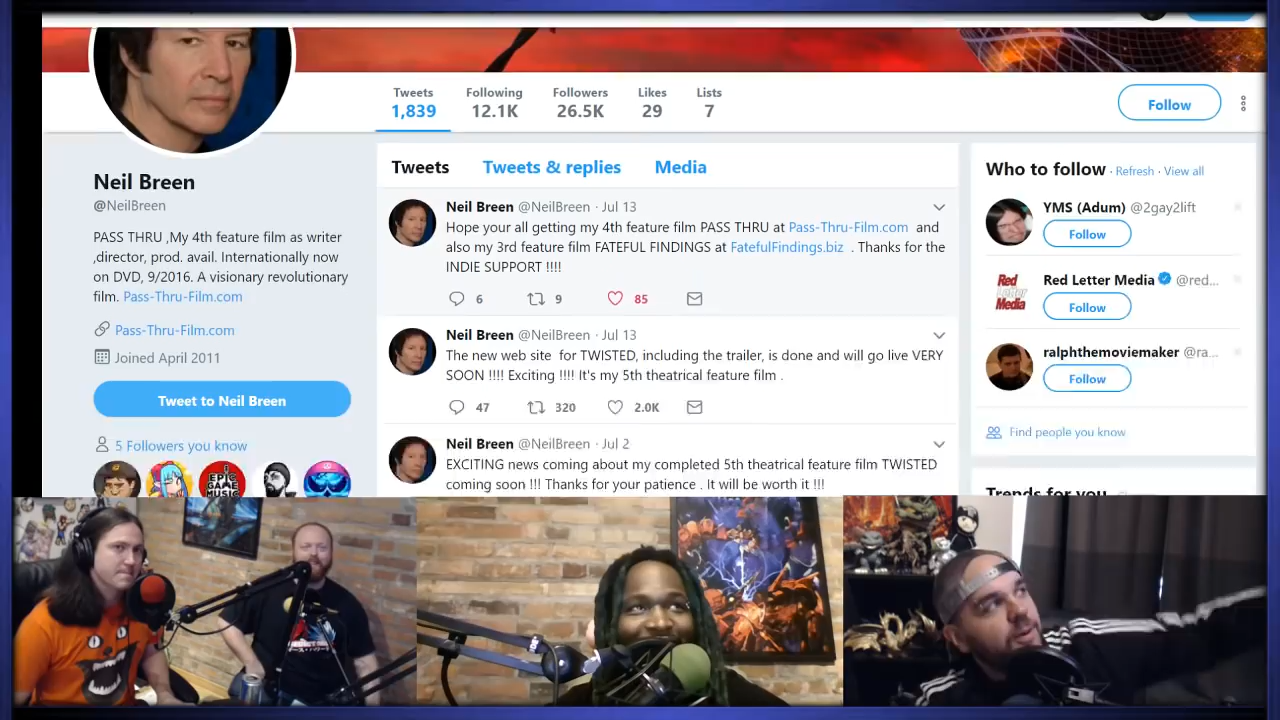 Tweets
1,839
Following
12.1K
Followers
26.5K
Likes
29
Lists
7
Follow
Neil Breen
@NeilBreen
PASS THRU ,My 4th feature film as writer
,director, prod. avail. Internationally now
on DVD, 9/2016. A visionary revolutionary
film. Pass-Thru-Film.com
Pass-Thru-Film.com
Joined April 2011
Tweet to Neil Breen
5 Followers you know
EPIC
GAME
MUSIC
Tweets Tweets & replies Media
Neil Breen @NeilBreen · Jul 13
Hope your all getting my 4th feature film PASS THRU at Pass-Thru-Film.com and
also my 3rd feature film FATEFUL FINDINGS at FatefulFindings.biz . Thanks for the
INDIE SUPPORT !!!!
6 9 85
Neil Breen @NeilBreen · Jul 13
The new web site for TWISTED, including the trailer, is done and will go live VERY
SOON !!!! Exciting !!!! It's my 5th theatrical feature film .
47 320 2.0K
Neil Breen @NeilBreen · Jul 2
EXCITING news coming about my completed 5th theatrical feature film TWISTED
coming soon !!! Thanks for your patience . It will be worth it !!!
Who to follow · Refresh · View all
YMS (Adum) @2gay2lift
Follow
Red
Letter
Media
Red Letter Media @red...
Follow
ralphthemoviemaker @ra...
Follow
Find people you know
Trends for you